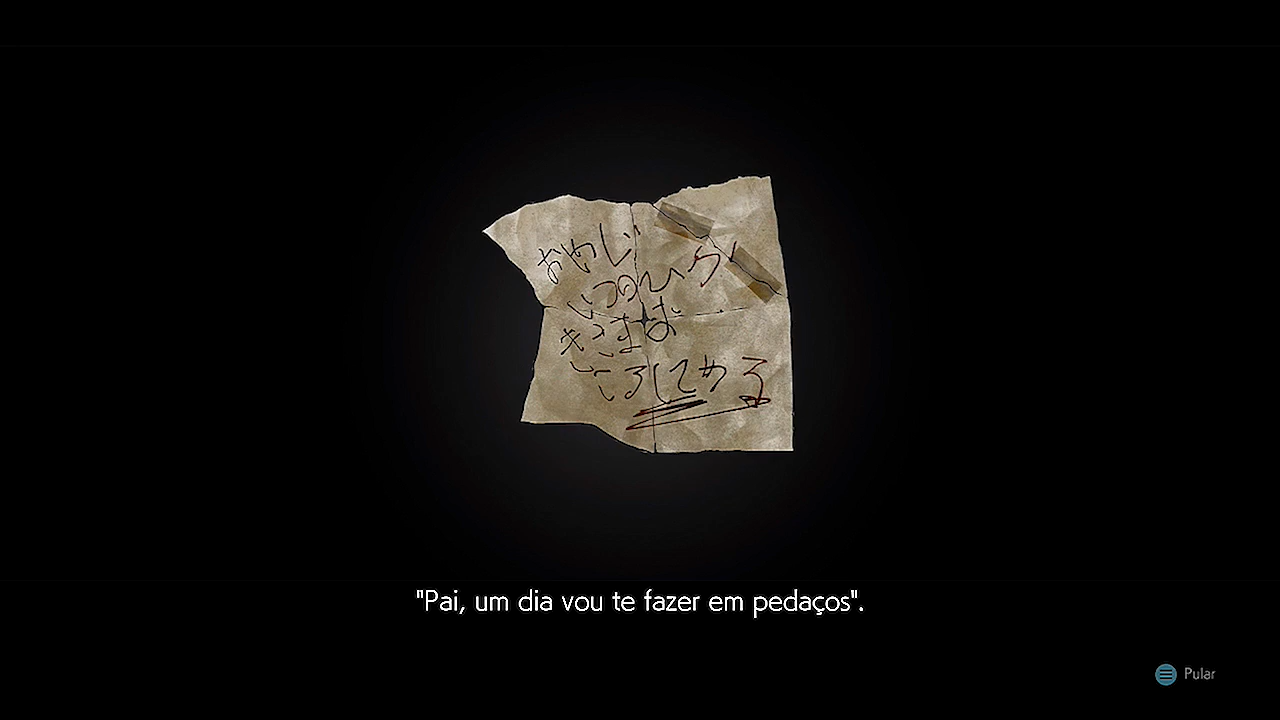 おやじ
いつのひか
きさまは
ころしてやる
"Pai, um dia vou te fazer em pedaços".
Pular